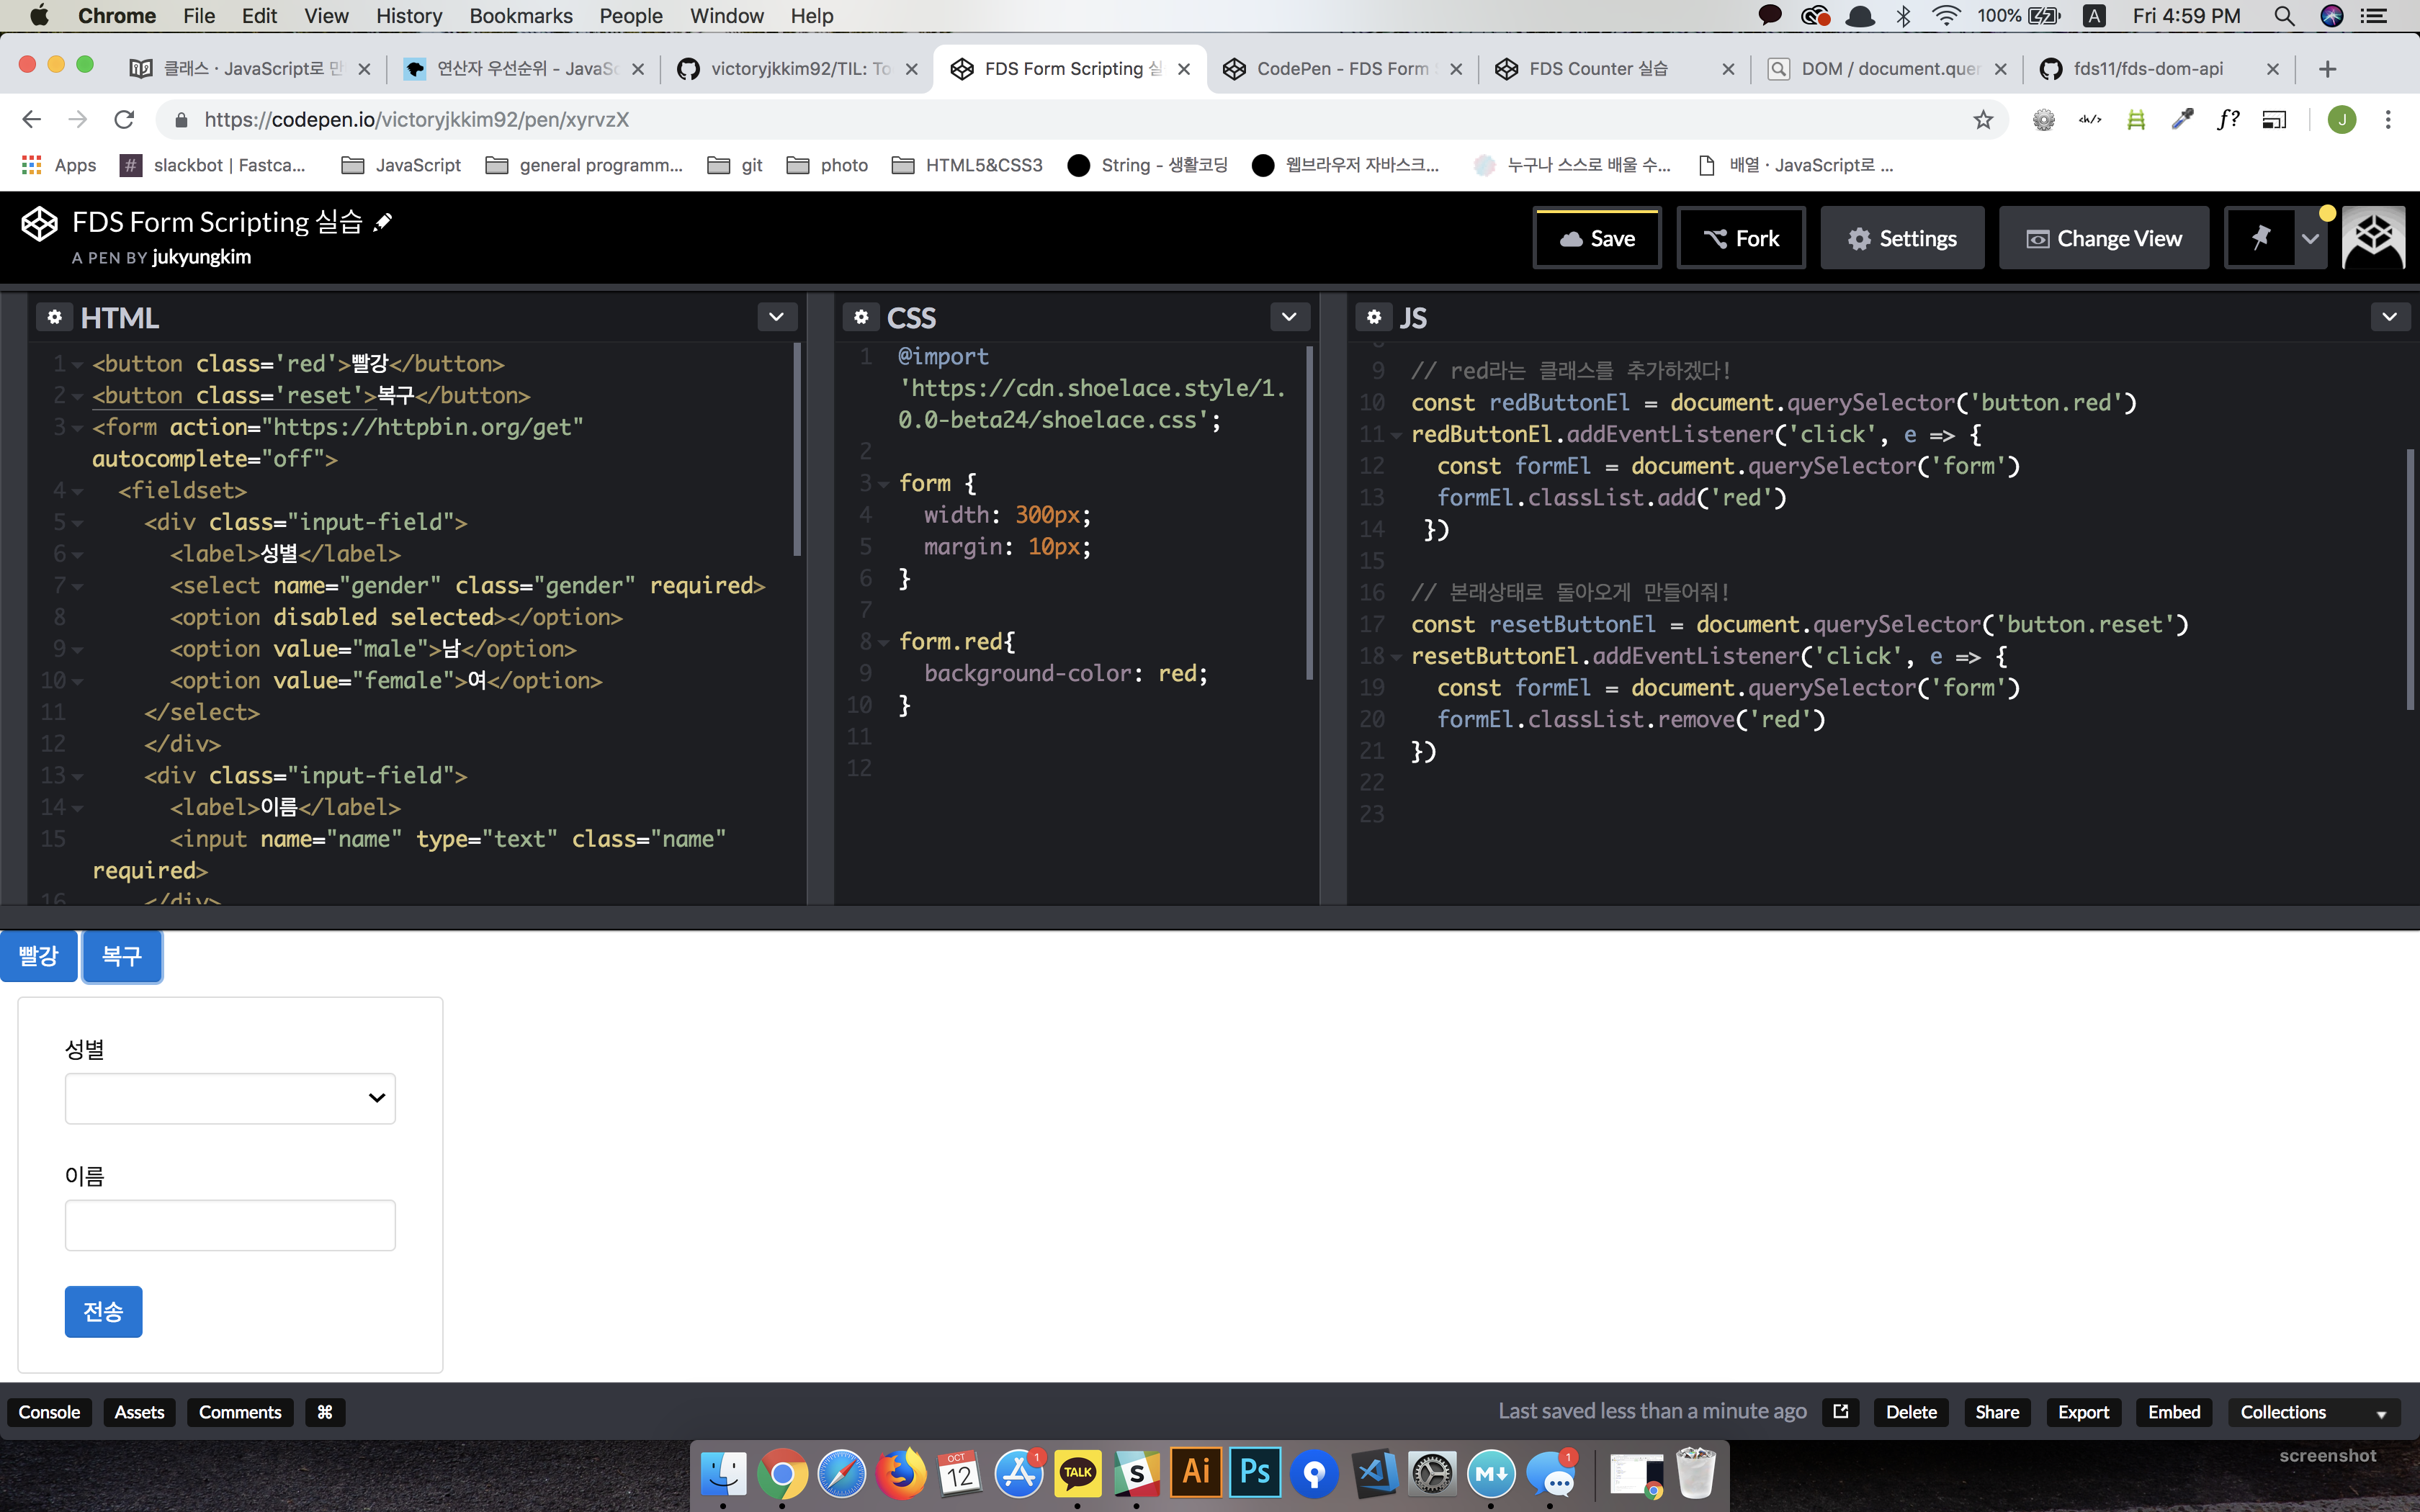 Chrome File Edit View History Bookmarks People Window Help 100% A Fri 4:59 PM
클래스 · JavaScript로 만
연산자 우선순위 - JavaSc
victoryjkkim92/TIL: To
FDS Form Scripting 실
CodePen - FDS Form S
FDS Counter 실습
DOM / document.quer
fds11/fds-dom-api
https://codepen.io/victoryjkkim92/pen/xyrvzX
f?
J
Apps # slackbot | Fastca... JavaScript general programm... git photo HTML5&CSS3 String - 생활코딩 웹브라우저 자바스크... 누구나 스스로 배울 수... 배열 · JavaScript로 ...
FDS Form Scripting 실습
A PEN BY jukyungkim
Save Fork Settings Change View
HTML
1 <button class='red'>빨강</button>
2 <button class='reset'>복구</button>
3 <form action="https://httpbin.org/get"
autocomplete="off">
4 <fieldset>
5 <div class="input-field">
6 <label>성별</label>
7 <select name="gender" class="gender" required>
8 <option disabled selected></option>
9 <option value="male">남</option>
10 <option value="female">여</option>
11 </select>
12 </div>
13 <div class="input-field">
14 <label>이름</label>
15 <input name="name" type="text" class="name"
required>
16 </div>
CSS
1 @import
'https://cdn.shoelace.style/1.
0.0-beta24/shoelace.css';
2
3 form {
4 width: 300px;
5 margin: 10px;
6 }
7
8 form.red{
9 background-color: red;
10 }
11
12
JS
8
9 // red라는 클래스를 추가하겠다!
10 const redButtonEl = document.querySelector('button.red')
11 redButtonEl.addEventListener('click', e => {
12 const formEl = document.querySelector('form')
13 formEl.classList.add('red')
14 })
15
16 // 본래상태로 돌아오게 만들어줘!
17 const resetButtonEl = document.querySelector('button.reset')
18 resetButtonEl.addEventListener('click', e => {
19 const formEl = document.querySelector('form')
20 formEl.classList.remove('red')
21 })
22
23
빨강 복구
성별
이름
전송
Console Assets Comments ⌘ Last saved less than a minute ago Delete Share Export Embed Collections
screenshot
OCT
12
1
TALK
S
Ai
Ps
M↓
1